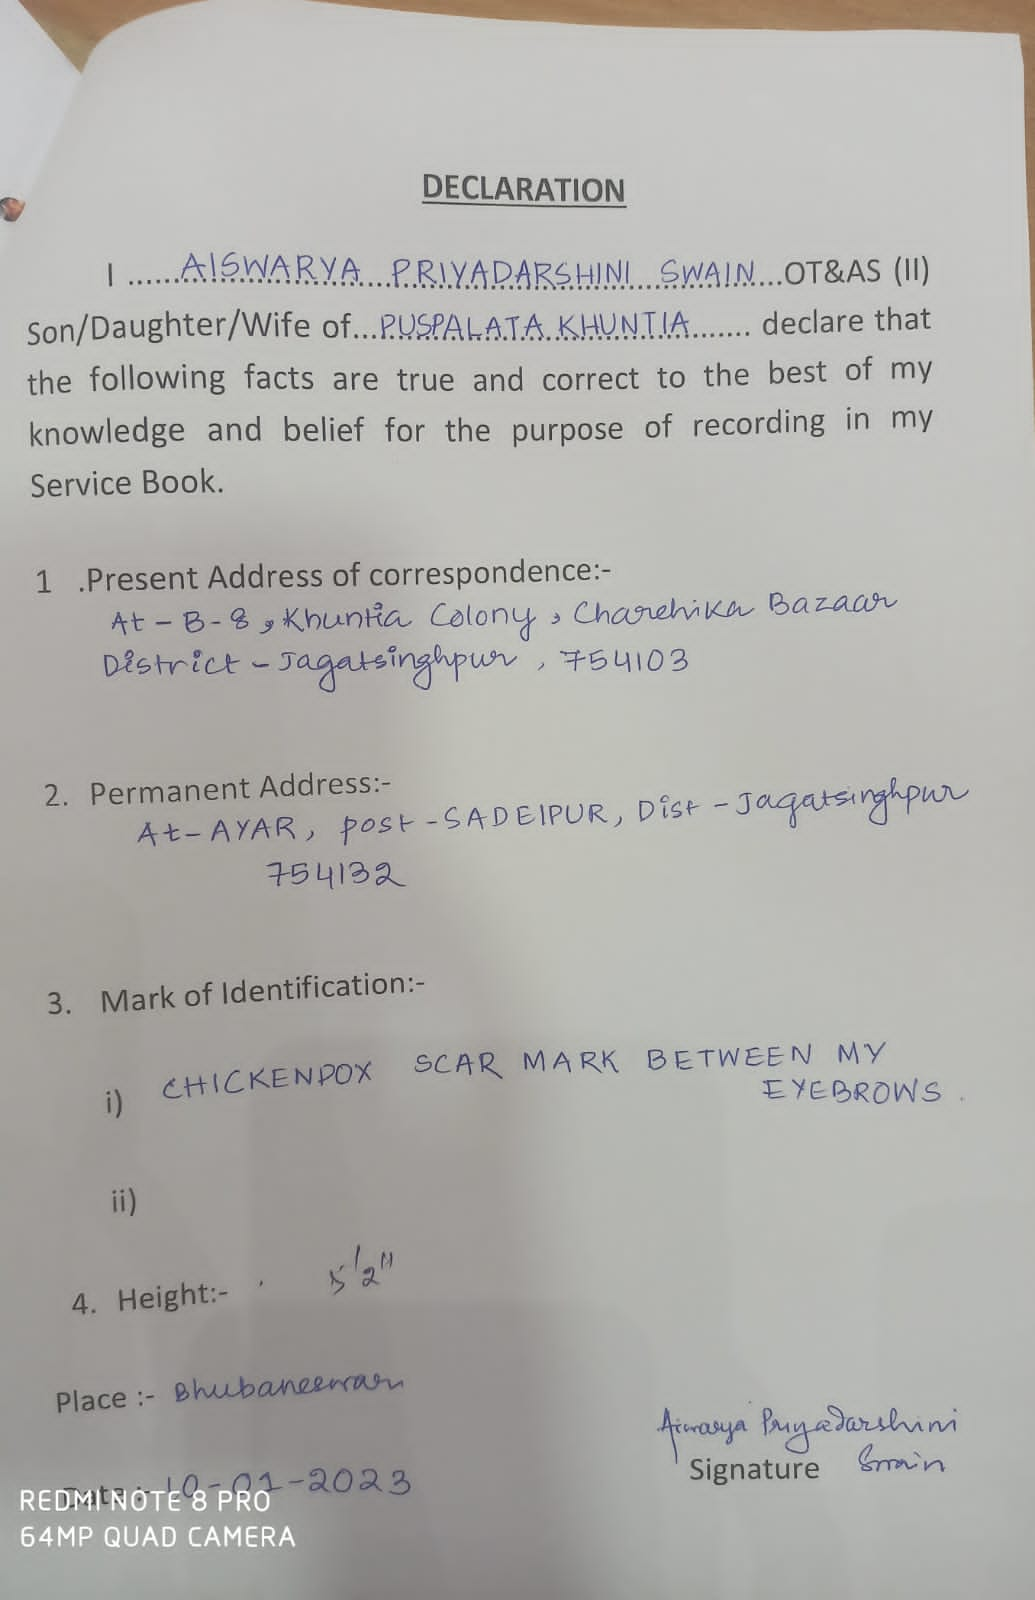 DECLARATION
I ......AISWARYA...PRIYADARSHINI...SWAIN...OT&AS (II)
Son/Daughter/Wife of...PUSPALATA KHUNTIA....... declare that
the following facts are true and correct to the best of my
knowledge and belief for the purpose of recording in my
Service Book.
1 .Present Address of correspondence:-
At - B-8, Khuntia Colony, Charchika Bazaar
District - Jagatsinghpur, 754103
2. Permanent Address:-
At-AYAR, post-SADEIPUR, Dist-Jagatsinghpur
754132
3. Mark of Identification:-
i) CHICKENPOX SCAR MARK BETWEEN MY
EYEBROWS.
ii)
4. Height:- 5'2"
Place :- Bhubaneswar
Aiswarya Priyadarshini
Signature Swain
Date :- 10-01-2023
REDMI NOTE 8 PRO
64MP QUAD CAMERA